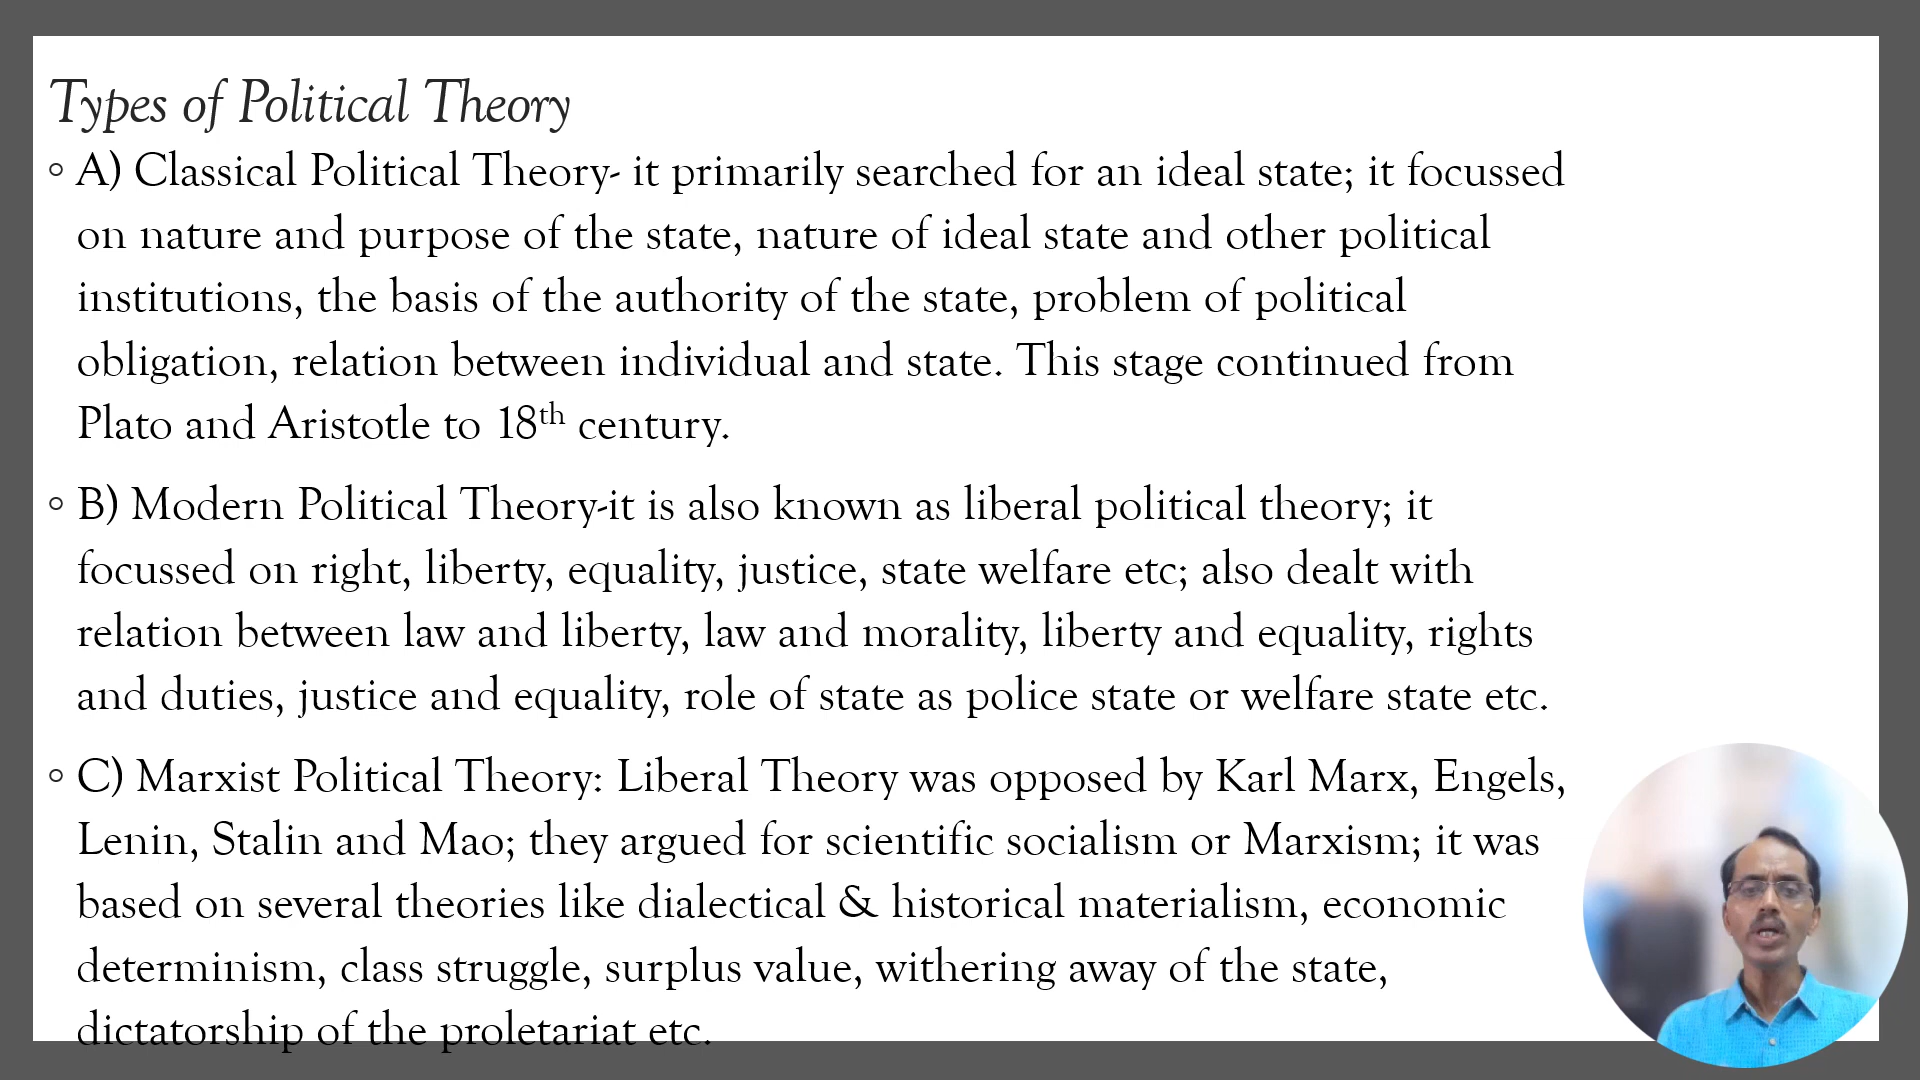 Types of Political Theory
◦ A) Classical Political Theory- it primarily searched for an ideal state; it focussed
on nature and purpose of the state, nature of ideal state and other political
institutions, the basis of the authority of the state, problem of political
obligation, relation between individual and state. This stage continued from
Plato and Aristotle to 18th century.
◦ B) Modern Political Theory-it is also known as liberal political theory; it
focussed on right, liberty, equality, justice, state welfare etc; also dealt with
relation between law and liberty, law and morality, liberty and equality, rights
and duties, justice and equality, role of state as police state or welfare state etc.
◦ C) Marxist Political Theory: Liberal Theory was opposed by Karl Marx, Engels,
Lenin, Stalin and Mao; they argued for scientific socialism or Marxism; it was
based on several theories like dialectical & historical materialism, economic
determinism, class struggle, surplus value, withering away of the state,
dictatorship of the proletariat etc.